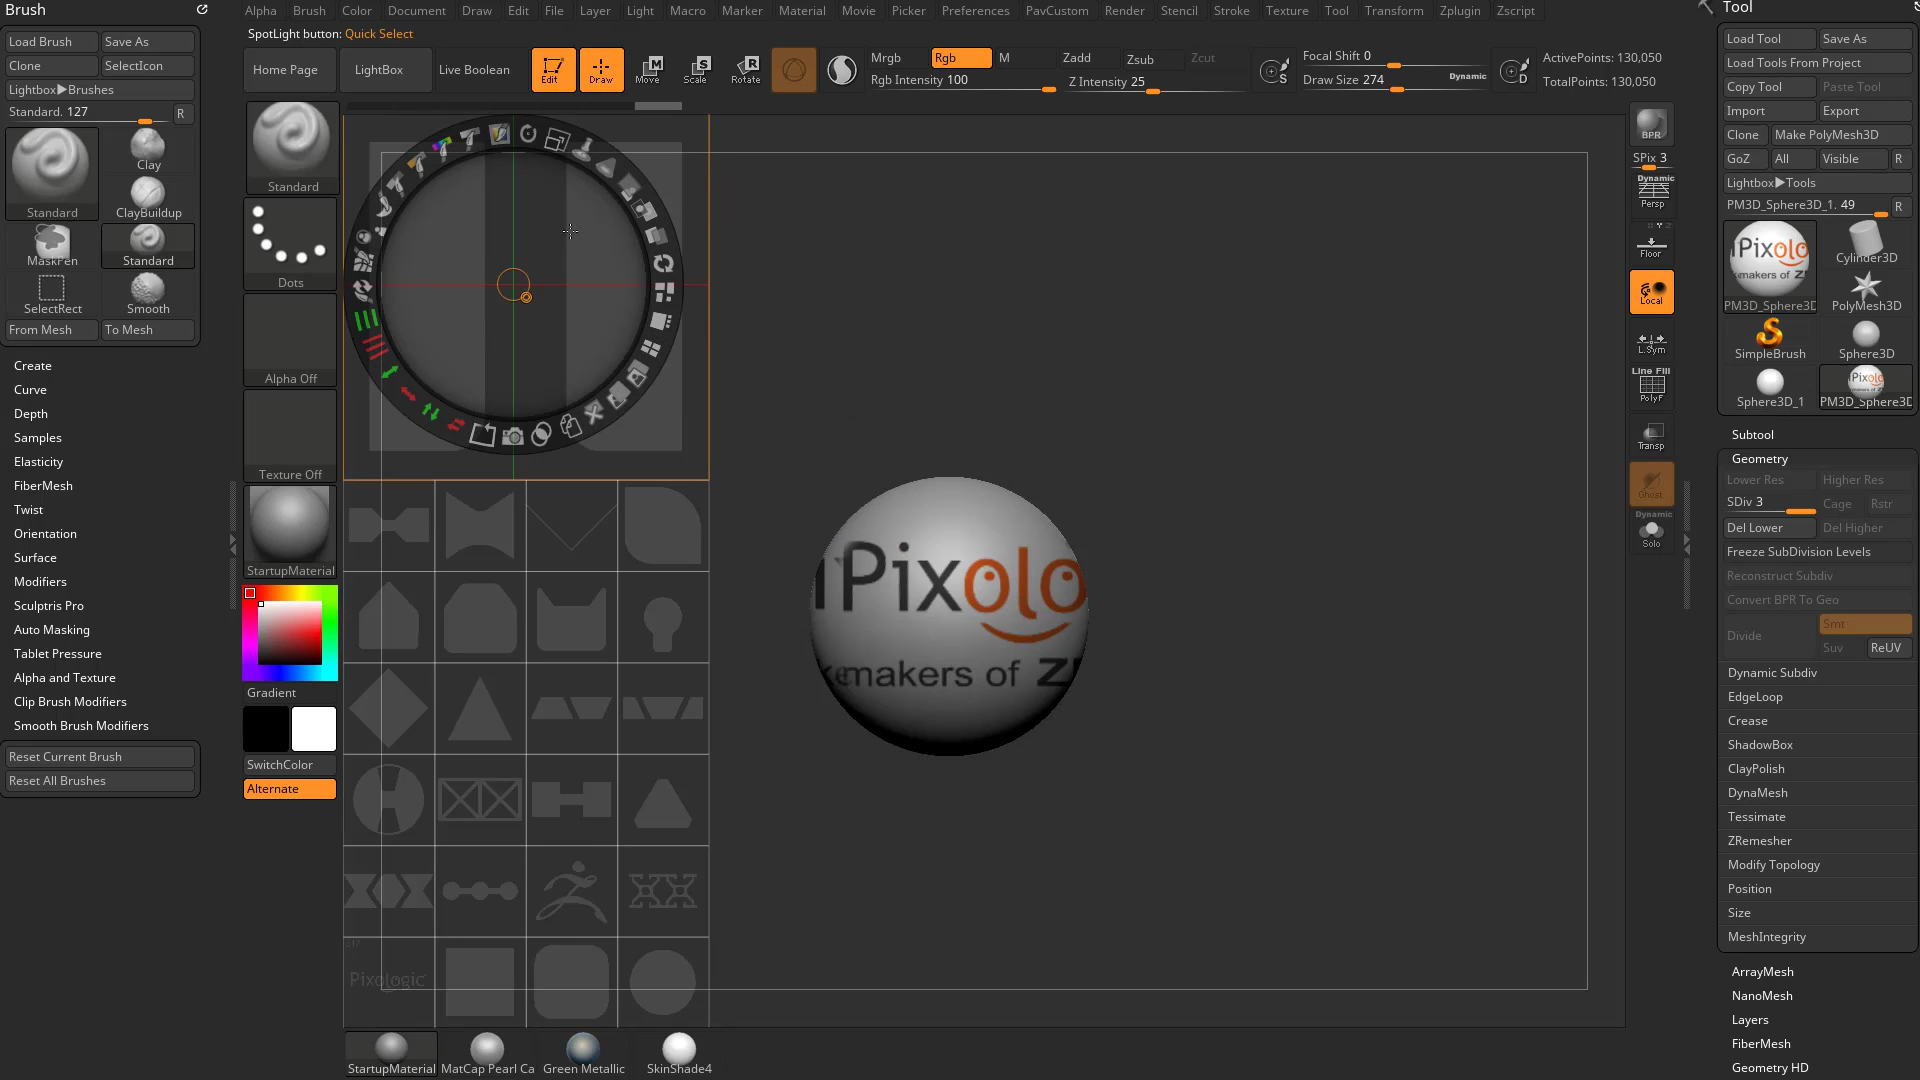 Brush
Alpha
Brush
Color
Document
Draw
Edit
File
Layer
Light
Macro
Marker
Material
Movie
Picker
Preferences
PavCustom
Render
Stencil
Stroke
Texture
Tool
Transform
Zplugin
Zscript
Tool
SpotLight button: Quick Select
Load Brush
Save As
Clone
SelectIcon
Lightbox▶Brushes
Standard. 127
R
Standard
Clay
ClayBuildup
MaskPen
Standard
SelectRect
Smooth
From Mesh
To Mesh
Create
Curve
Depth
Samples
Elasticity
FiberMesh
Twist
Orientation
Surface
Modifiers
Sculptris Pro
Auto Masking
Tablet Pressure
Alpha and Texture
Clip Brush Modifiers
Smooth Brush Modifiers
Reset Current Brush
Reset All Brushes
Home Page
LightBox
Live Boolean
Edit
Draw
Move
Scale
Rotate
Mrgb
Rgb
M
Rgb Intensity 100
Zadd
Zsub
Zcut
Z Intensity 25
S
Focal Shift 0
Draw Size 274
Dynamic
D
ActivePoints: 130,050
TotalPoints: 130,050
Standard
Dots
Alpha Off
Texture Off
StartupMaterial
Gradient
SwitchColor
Alternate
Pixologic
Pixolo
makers of Z
StartupMaterial
MatCap Pearl Ca
Green Metallic
SkinShade4
BPR
SPix 3
Dynamic
Persp
Floor
Local
L.Sym
Line Fill
PolyF
Transp
Ghost
Dynamic
Solo
Load Tool
Save As
Load Tools From Project
Copy Tool
Paste Tool
Import
Export
Clone
Make PolyMesh3D
GoZ
All
Visible
R
Lightbox▶Tools
PM3D_Sphere3D_1. 49
R
Pixolo
makers of Z
PM3D_Sphere3D
Cylinder3D
PolyMesh3D
SimpleBrush
Sphere3D
Sphere3D_1
PM3D_Sphere3D
Subtool
Geometry
Lower Res
Higher Res
SDiv 3
Cage
Rstr
Del Lower
Del Higher
Freeze SubDivision Levels
Reconstruct Subdiv
Convert BPR To Geo
Divide
Smt
Suv
ReUV
Dynamic Subdiv
EdgeLoop
Crease
ShadowBox
ClayPolish
DynaMesh
Tessimate
ZRemesher
Modify Topology
Position
Size
MeshIntegrity
ArrayMesh
NanoMesh
Layers
FiberMesh
Geometry HD